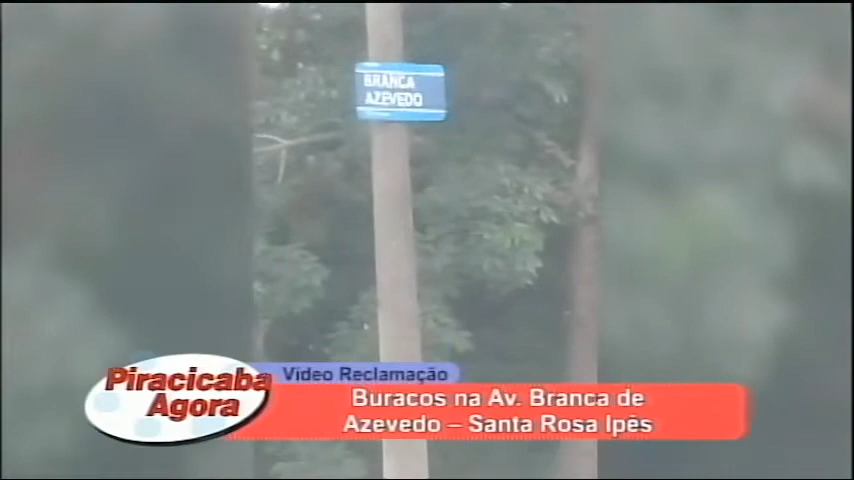 BRANCA
AZEVEDO
Piracicaba
Agora
Vídeo Reclamação
Buracos na Av. Branca de
Azevedo – Santa Rosa Ipês